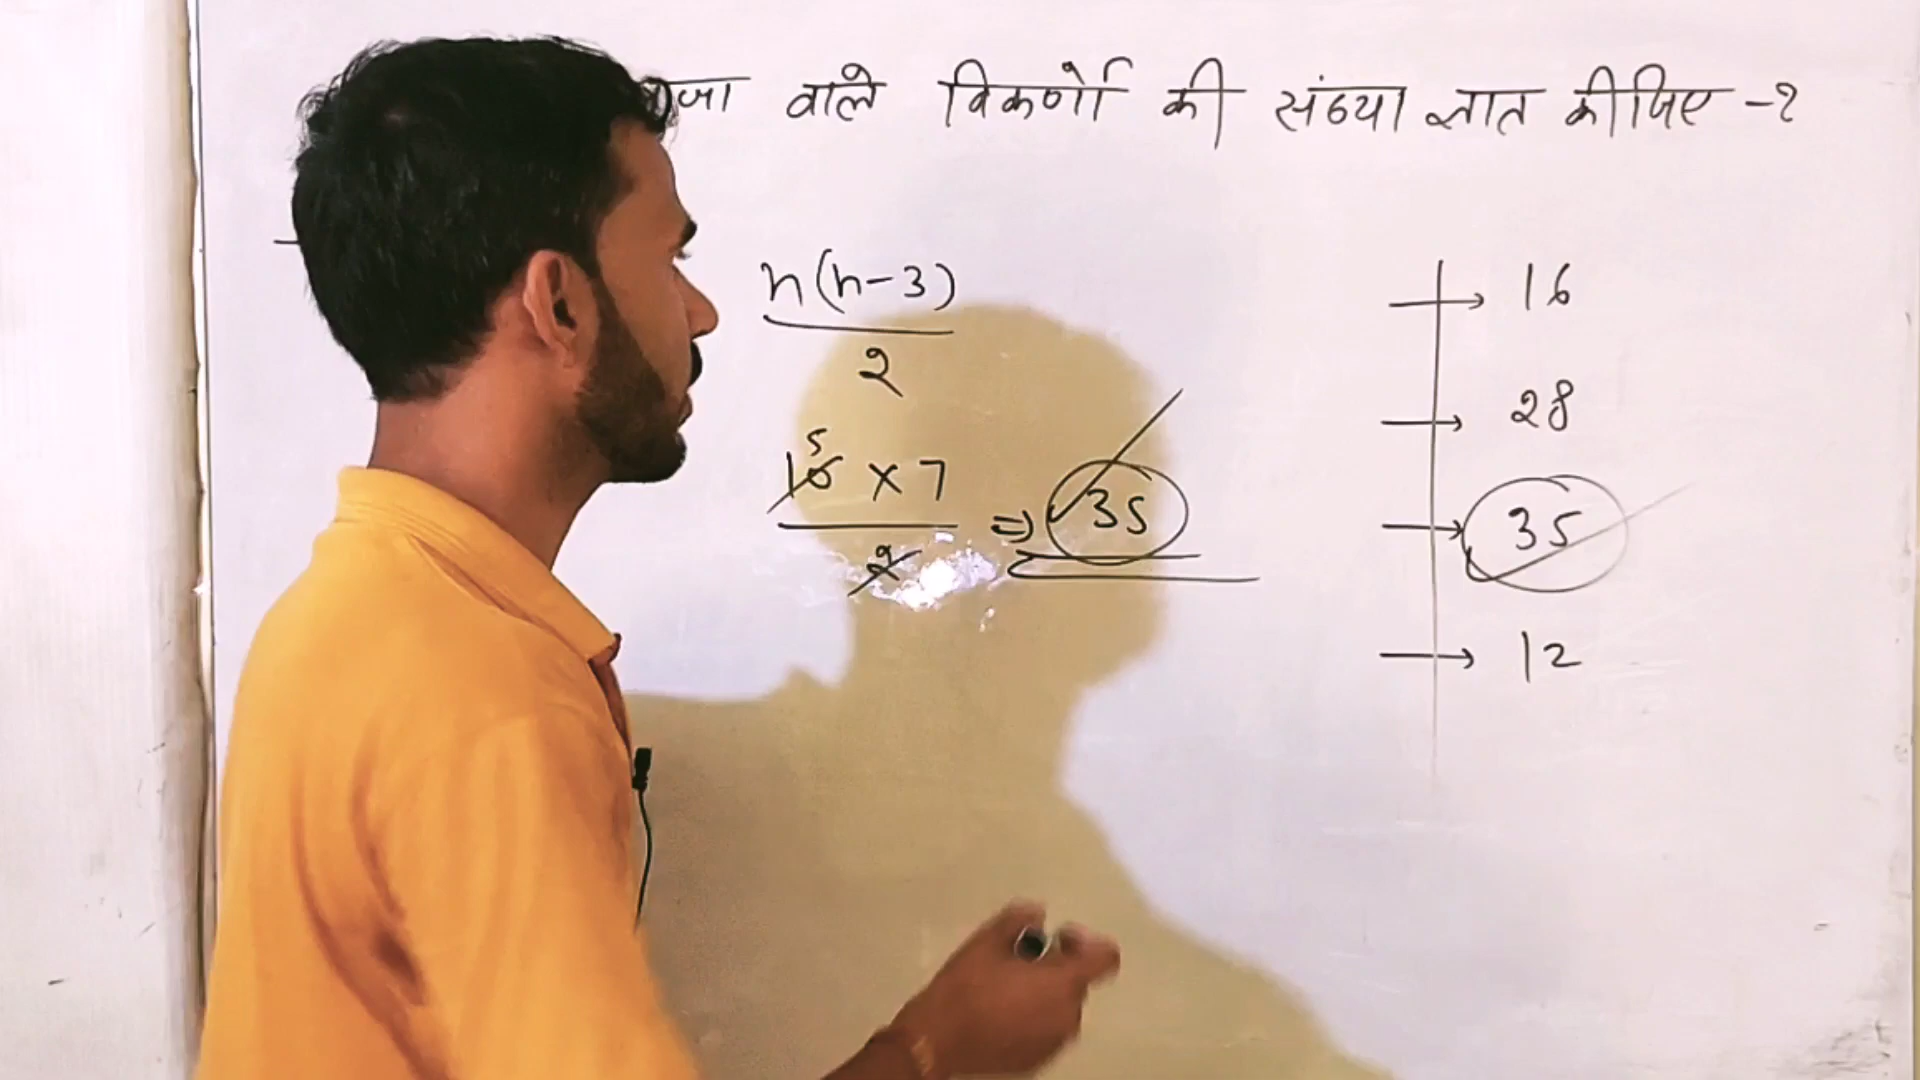 वाले विकर्णो की संख्या ज्ञात कीजिए -?
n(n-3)
2
5
10 × 7
2
⇒ 35
16
28
35
12